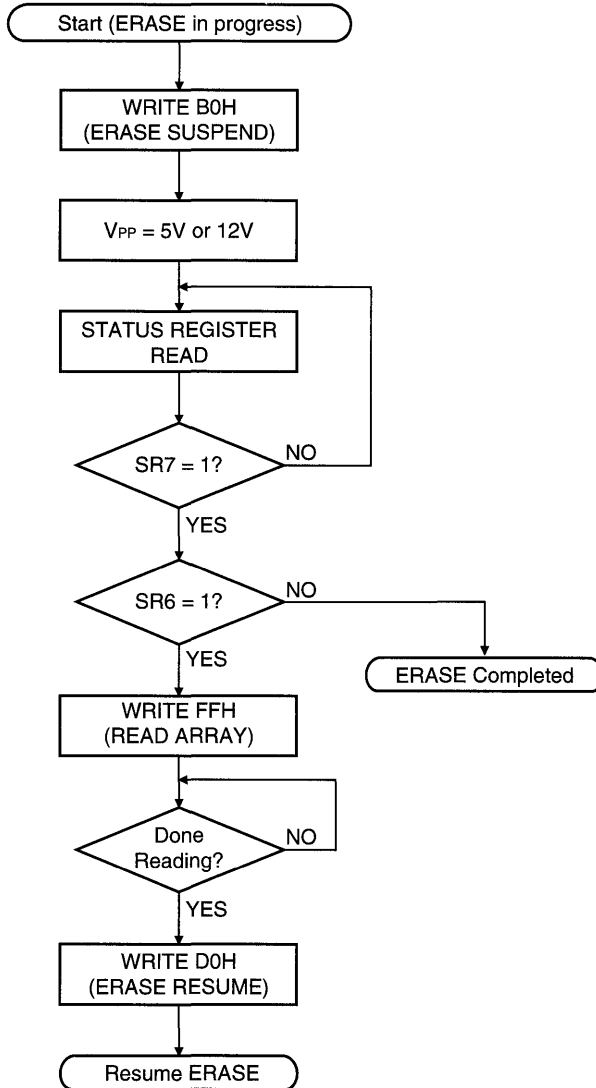 Start (ERASE in progress)
WRITE B0H
(ERASE SUSPEND)
VPP = 5V or 12V
STATUS REGISTER
READ
SR7 = 1?
NO
YES
SR6 = 1?
NO
YES
ERASE Completed
WRITE FFH
(READ ARRAY)
Done
Reading?
NO
YES
WRITE D0H
(ERASE RESUME)
Resume ERASE